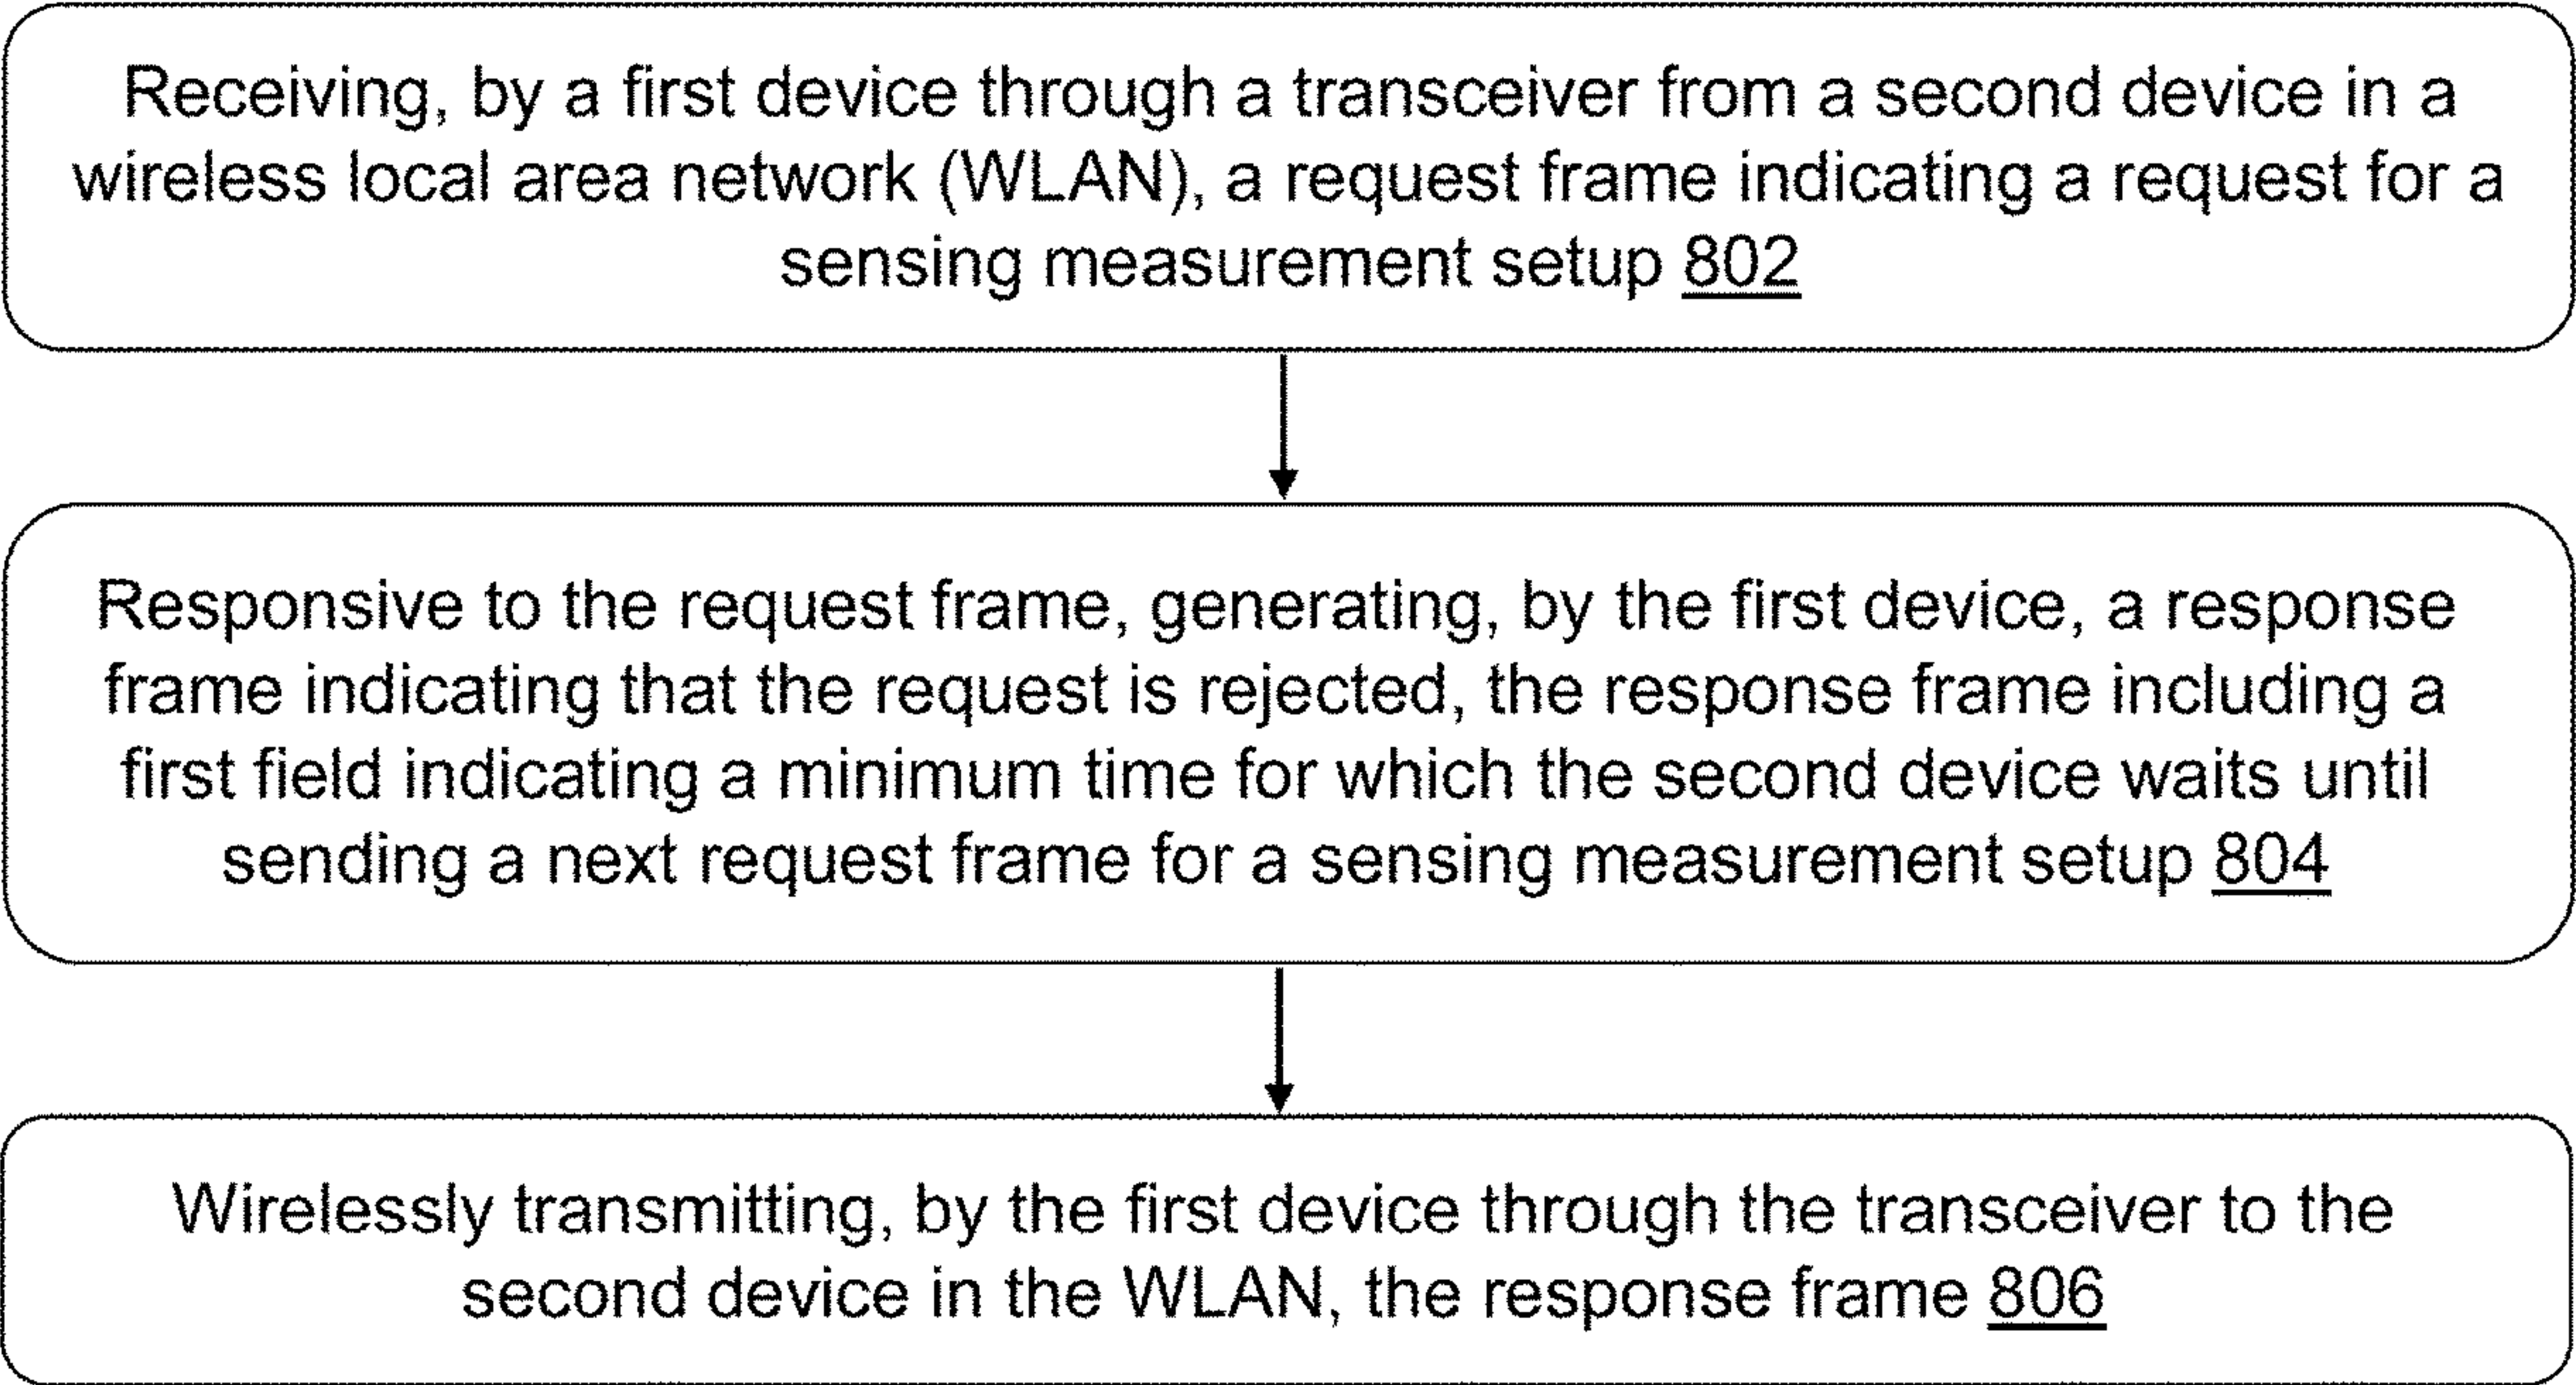 Receiving, by a first device through a transceiver from a second device in a
wireless local area network (WLAN), a request frame indicating a request for a
sensing measurement setup 802
Responsive to the request frame, generating, by the first device, a response
frame indicating that the request is rejected, the response frame including a
first field indicating a minimum time for which the second device waits until
sending a next request frame for a sensing measurement setup 804
Wirelessly transmitting, by the first device through the transceiver to the
second device in the WLAN, the response frame 806